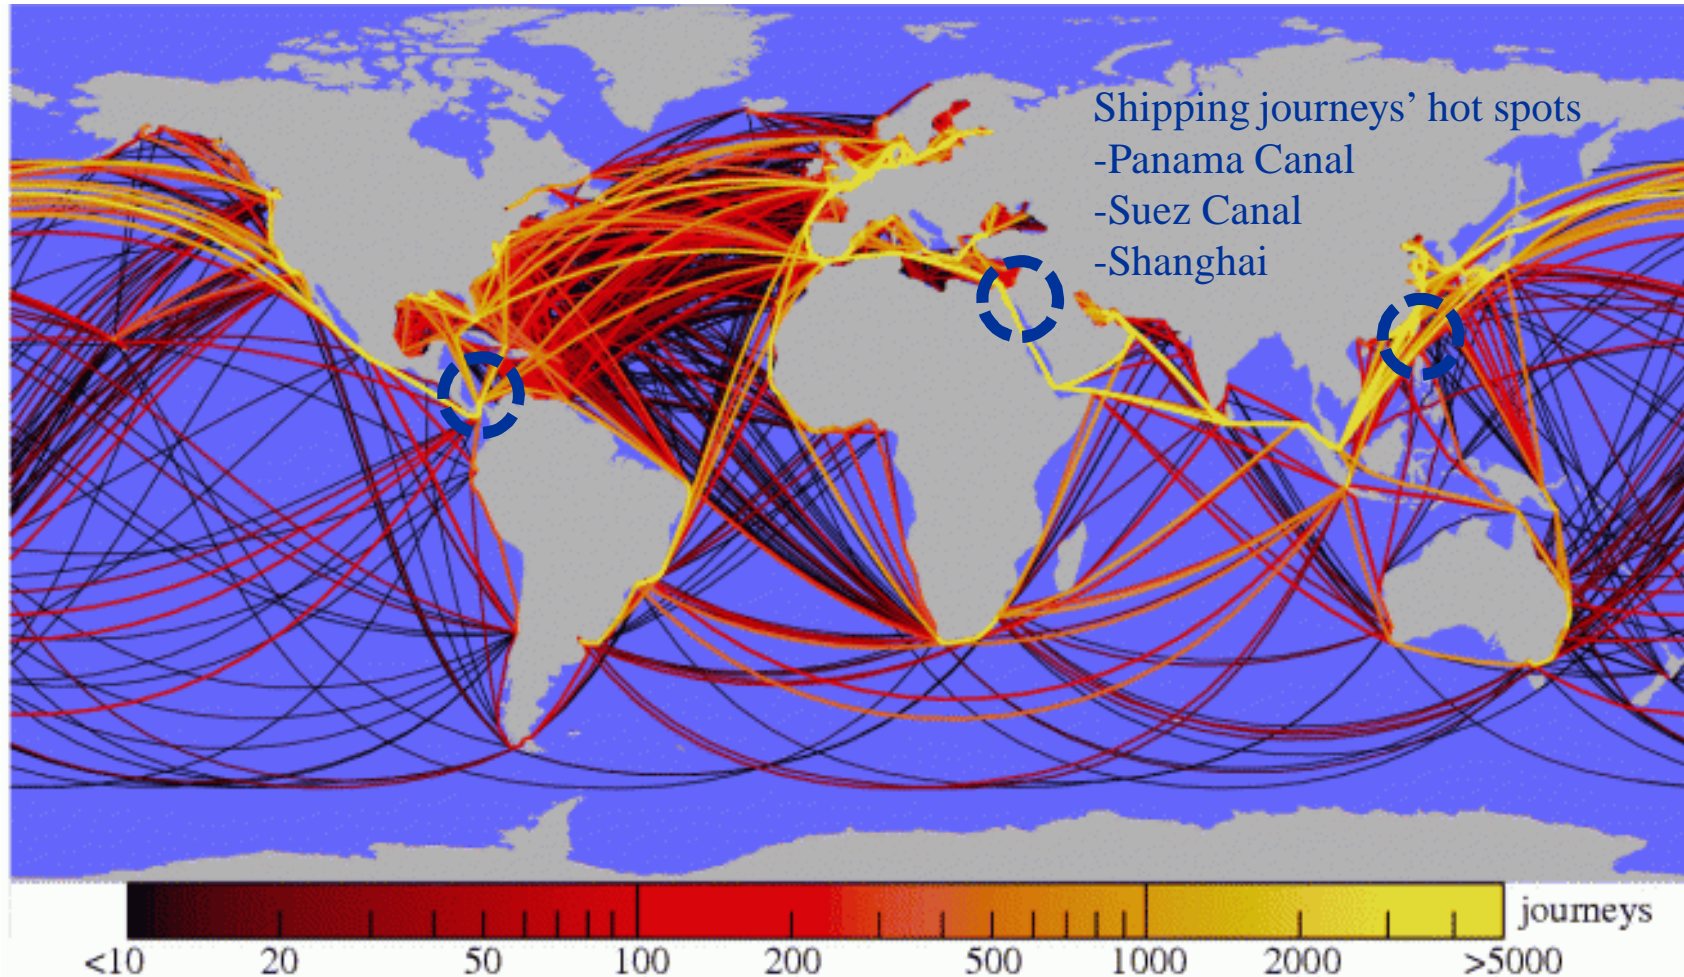 Shipping journeys’ hot spots
-Panama Canal
-Suez Canal
-Shanghai
journeys
<10 20 50 100 200 500 1000 2000 >5000